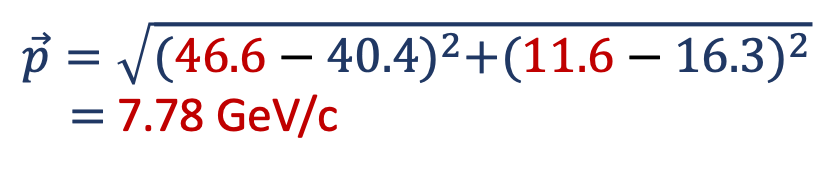 p⃗ = √(46.6 − 40.4)²+(11.6 − 16.3)²
= 7.78 GeV/c